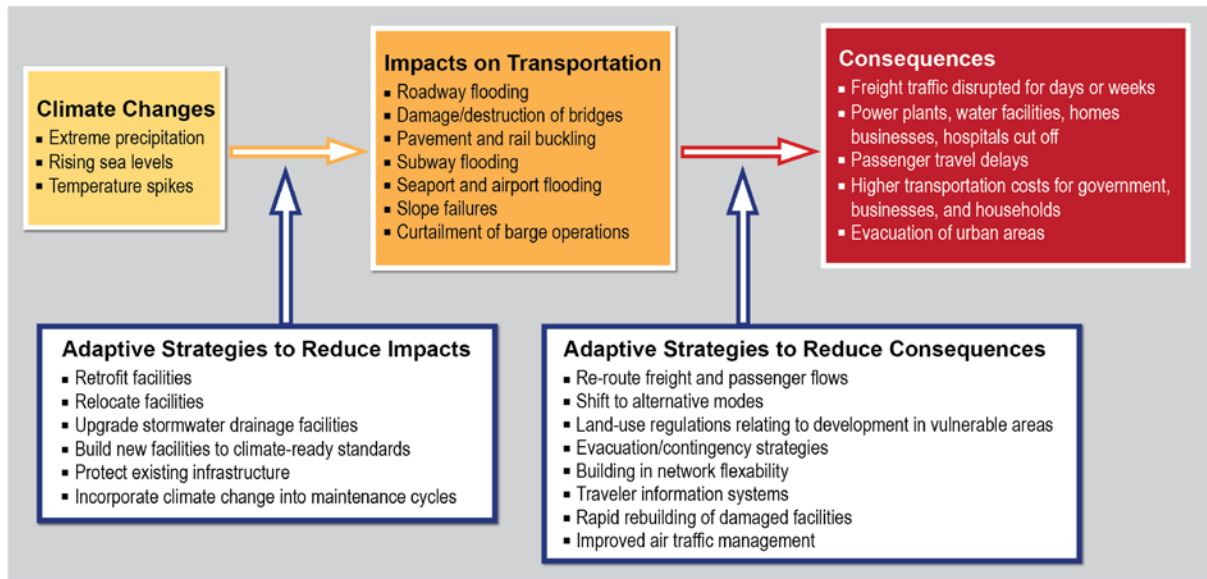 Climate Changes
▪ Extreme precipitation
▪ Rising sea levels
▪ Temperature spikes
Impacts on Transportation
▪ Roadway flooding
▪ Damage/destruction of bridges
▪ Pavement and rail buckling
▪ Subway flooding
▪ Seaport and airport flooding
▪ Slope failures
▪ Curtailment of barge operations
Consequences
▪ Freight traffic disrupted for days or weeks
▪ Power plants, water facilities, homes
businesses, hospitals cut off
▪ Passenger travel delays
▪ Higher transportation costs for government,
businesses, and households
▪ Evacuation of urban areas
Adaptive Strategies to Reduce Impacts
▪ Retrofit facilities
▪ Relocate facilities
▪ Upgrade stormwater drainage facilities
▪ Build new facilities to climate-ready standards
▪ Protect existing infrastructure
▪ Incorporate climate change into maintenance cycles
Adaptive Strategies to Reduce Consequences
▪ Re-route freight and passenger flows
▪ Shift to alternative modes
▪ Land-use regulations relating to development in vulnerable areas
▪ Evacuation/contingency strategies
▪ Building in network flexability
▪ Traveler information systems
▪ Rapid rebuilding of damaged facilities
▪ Improved air traffic management